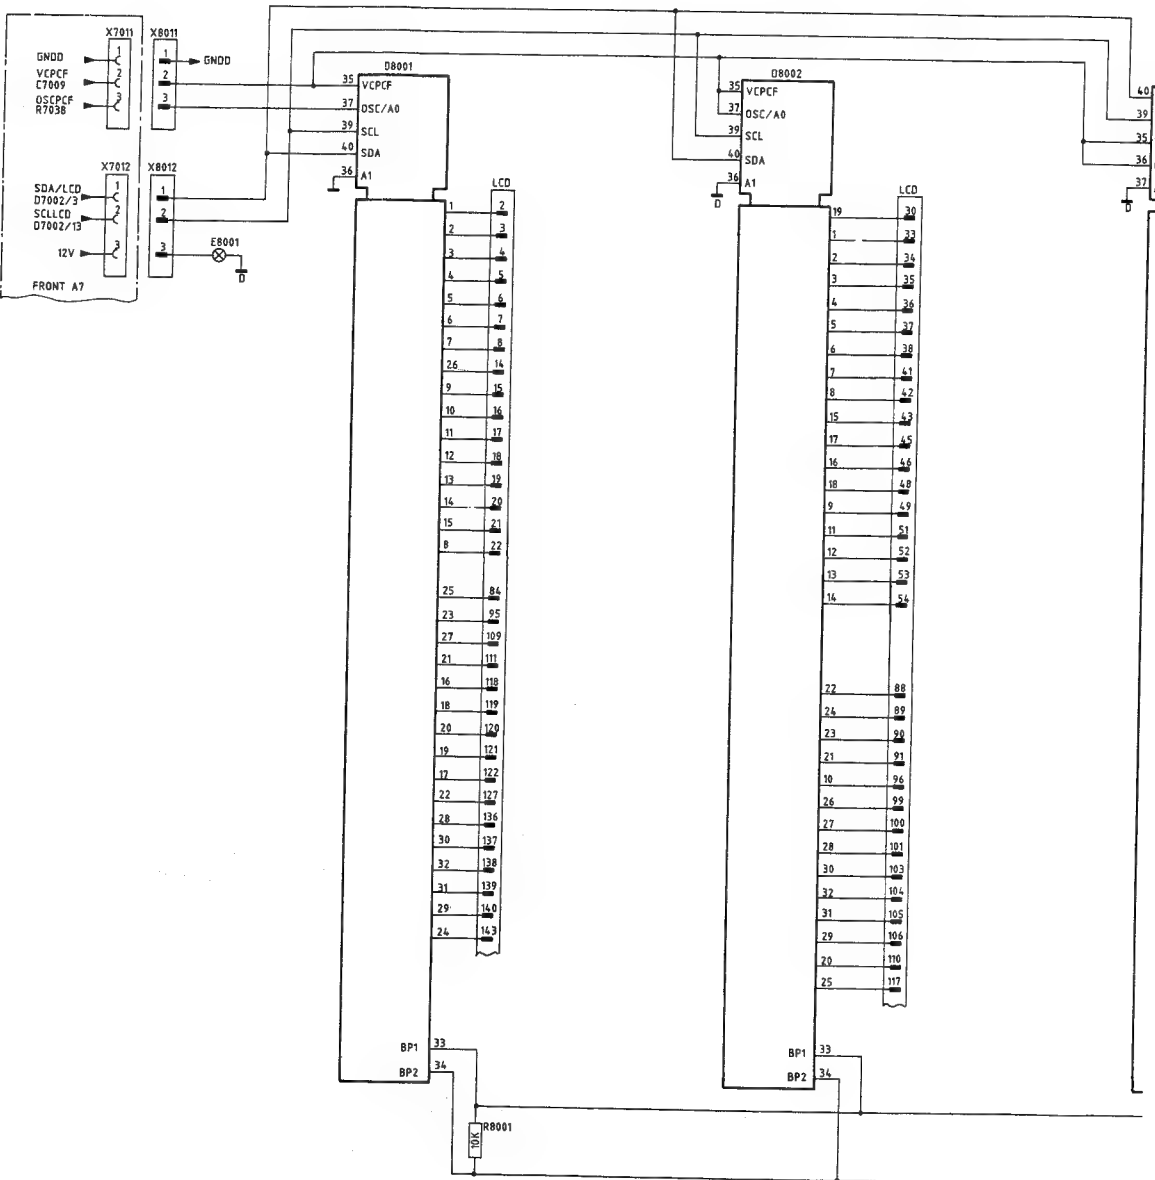 X7011 X8011
GNDD 1 1 GNDD
VCPCF 2 2
C7009
OSCPCF 3 3
R7038
X7012 X8012
SDA/LCD 1 1
D7002/3
SCLLCD 2 2
D7002/13
12V 3 3 E8001
D
FRONT A7
D8001
35 VCPCF
37 OSC/A0
39 SCL
40 SDA
36 A1
LCD
1 2
2 3
3 4
4 5
5 6
6 7
7 8
26 14
9 15
10 16
11 17
12 18
13 19
14 20
15 21
8 22
25 84
23 95
27 109
21 111
16 118
18 119
20 120
19 121
17 122
22 127
28 136
30 137
32 138
31 139
29 140
24 143
BP1 33
BP2 34
R8001
10K
D8002
35 VCPCF
37 OSC/A0
39 SCL
40 SDA
36 A1
D
LCD
19 30
1 33
2 34
3 35
4 36
5 37
6 38
7 41
8 42
15 43
17 45
16 46
18 48
9 49
11 51
12 52
13 53
14 54
22 88
24 89
23 90
21 91
10 96
26 99
27 100
28 101
30 103
32 104
31 105
29 106
20 110
25 117
BP1 33
BP2 34
40
39
35
36
37
D